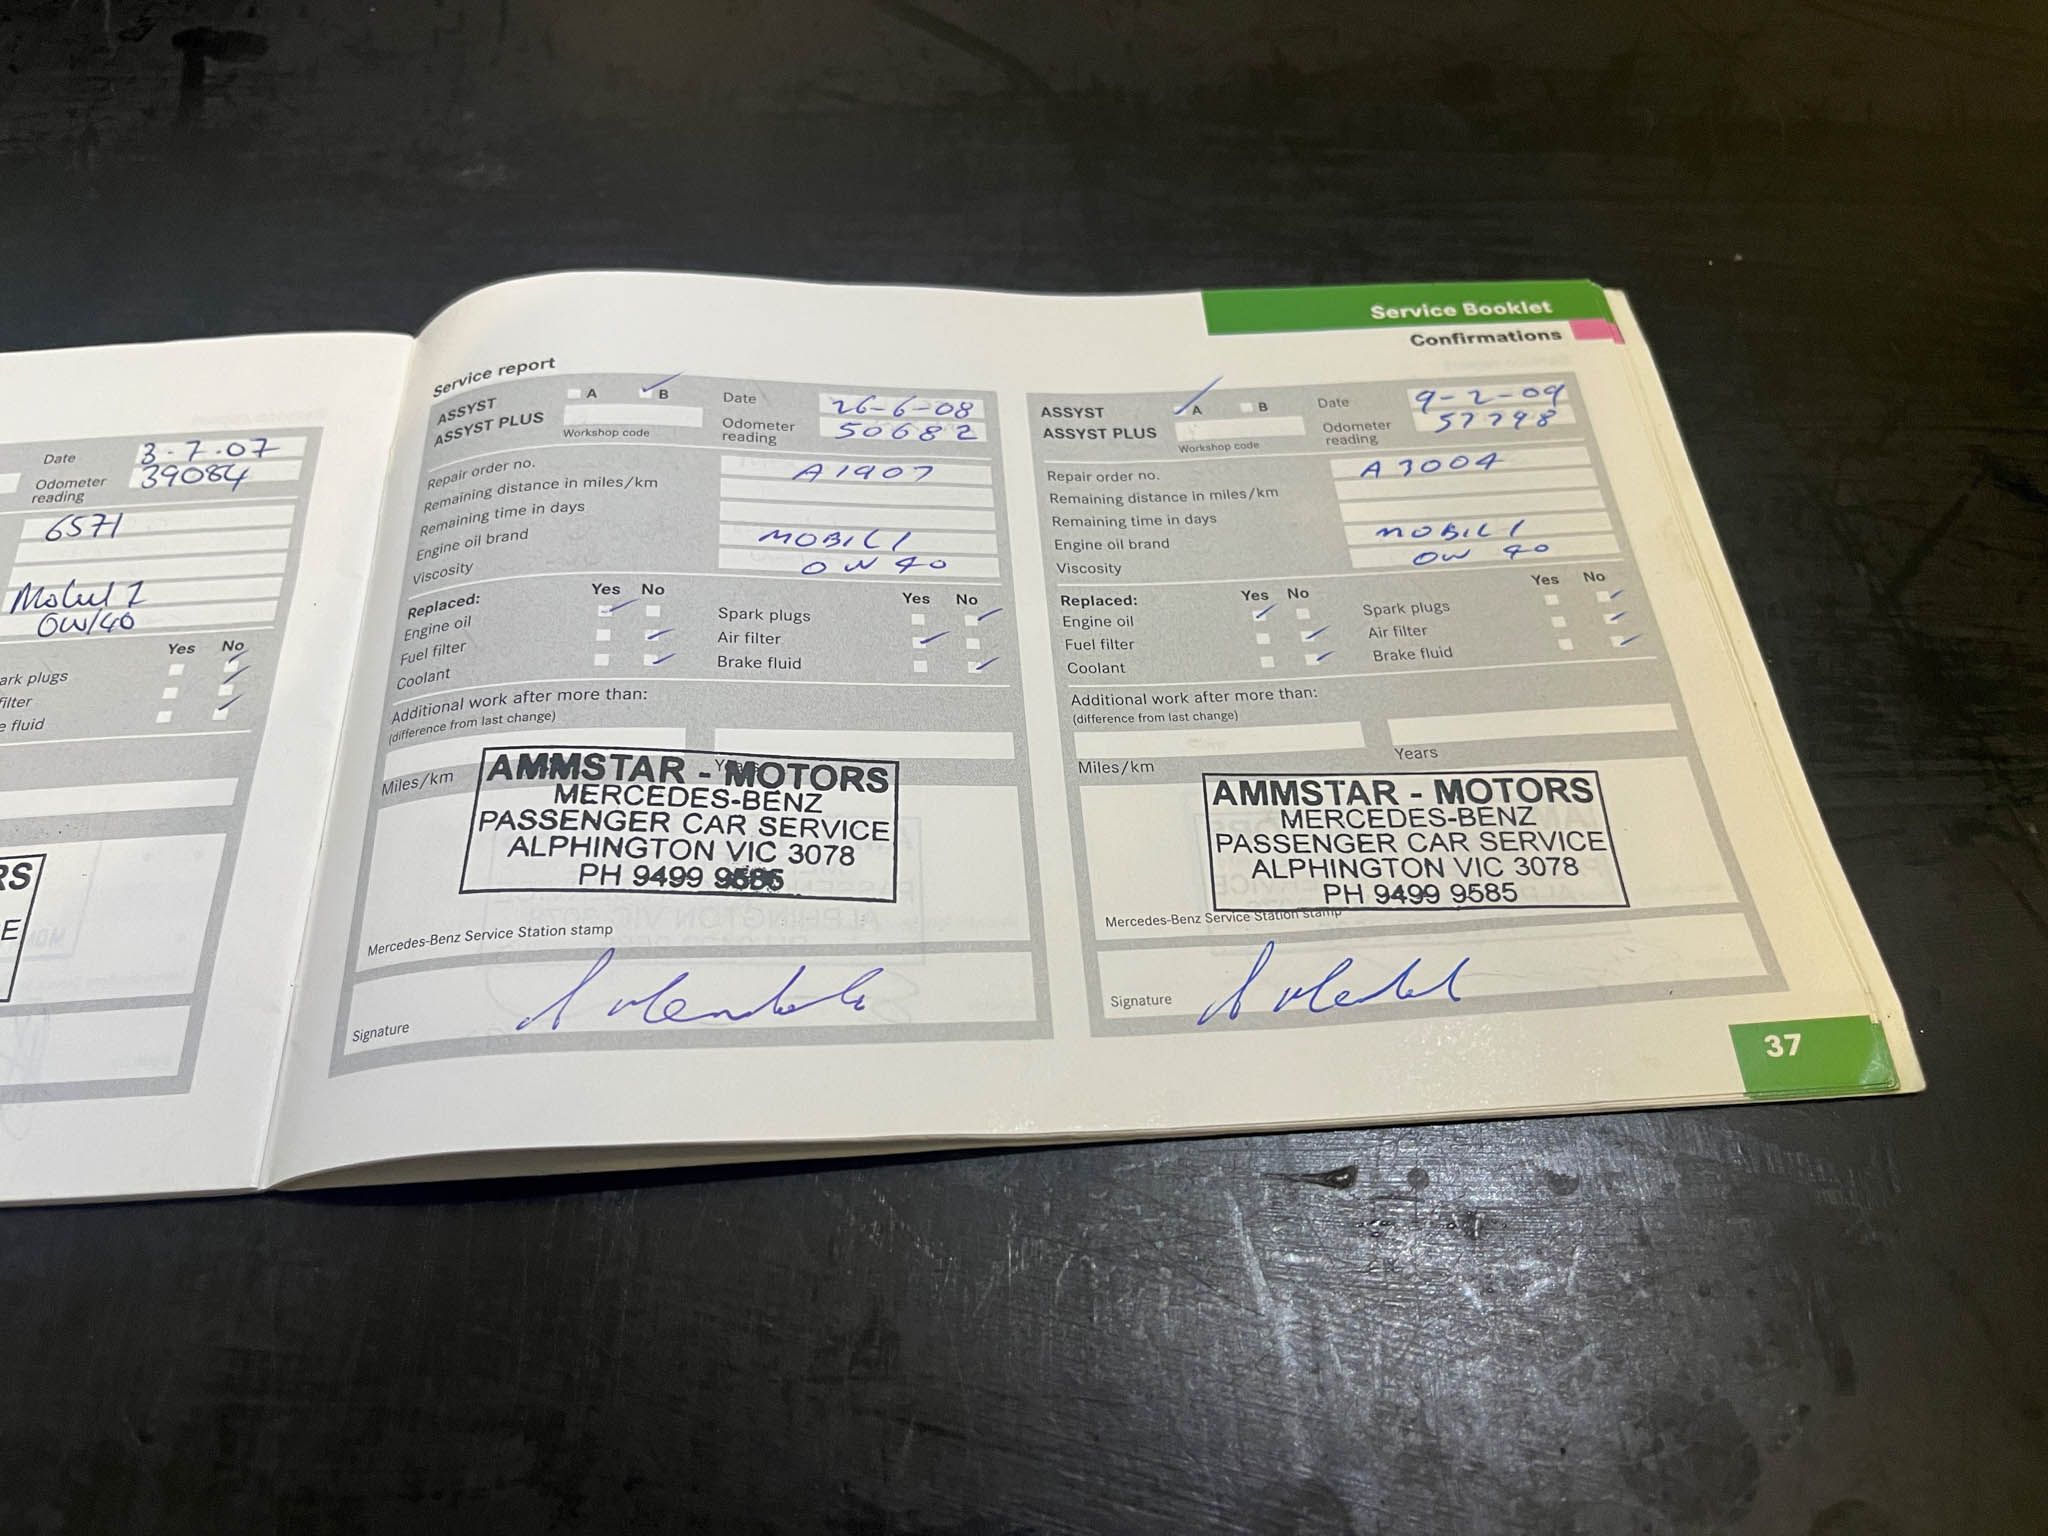 Date 3.7.07
Odometer reading 39084
6571
Mobil 1
0W/40
Yes No
ark plugs
filter
e fluid
RS
E
Service Booklet
Confirmations
Service report
ASSYST A B
ASSYST PLUS
Workshop code
Date 26-6-08
Odometer reading 50682
Repair order no. A1907
Remaining distance in miles/km
Remaining time in days
Engine oil brand MOBIL 1
Viscosity 0W 40
Replaced: Yes No
Engine oil
Fuel filter
Coolant
Yes No
Spark plugs
Air filter
Brake fluid
Additional work after more than:
(difference from last change)
Miles/km
Years
AMMSTAR - MOTORS
MERCEDES-BENZ
PASSENGER CAR SERVICE
ALPHINGTON VIC 3078
PH 9499 9585
Mercedes-Benz Service Station stamp
Signature
ASSYST A B
ASSYST PLUS
Workshop code
Date 9-2-09
Odometer reading 57798
Repair order no. A3004
Remaining distance in miles/km
Remaining time in days
Engine oil brand MOBIL 1
Viscosity 0W 40
Replaced: Yes No
Engine oil
Fuel filter
Coolant
Yes No
Spark plugs
Air filter
Brake fluid
Additional work after more than:
(difference from last change)
Miles/km
Years
AMMSTAR - MOTORS
MERCEDES-BENZ
PASSENGER CAR SERVICE
ALPHINGTON VIC 3078
PH 9499 9585
Mercedes-Benz Service Station stamp
Signature
37